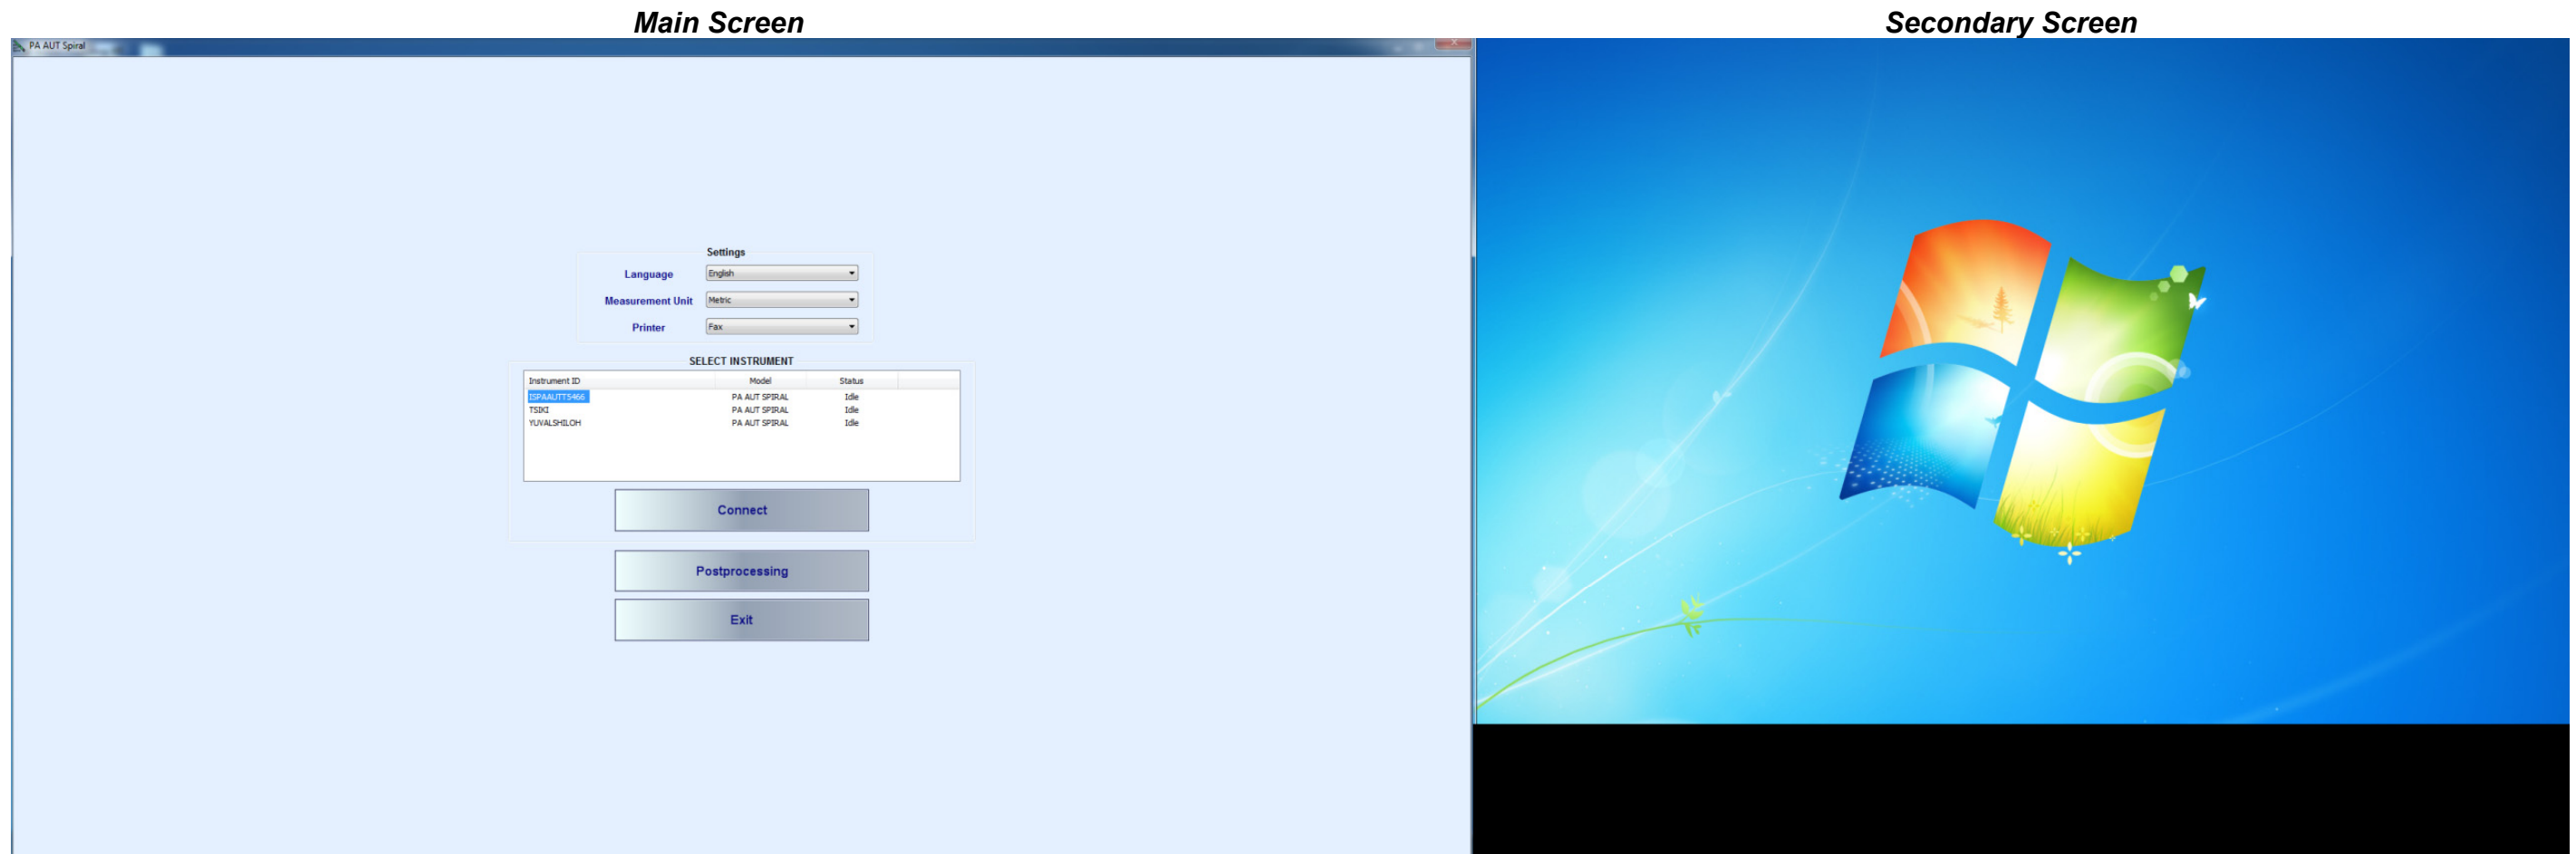 Main Screen Secondary Screen
PA AUT Spiral
Settings
Language English
Measurement Unit Metric
Printer Fax
SELECT INSTRUMENT
Instrument ID Model Status
ISPAAUTT5466 PA AUT SPIRAL Idle
TSIKI PA AUT SPIRAL Idle
YUVALSHILOH PA AUT SPIRAL Idle
Connect
Postprocessing
Exit